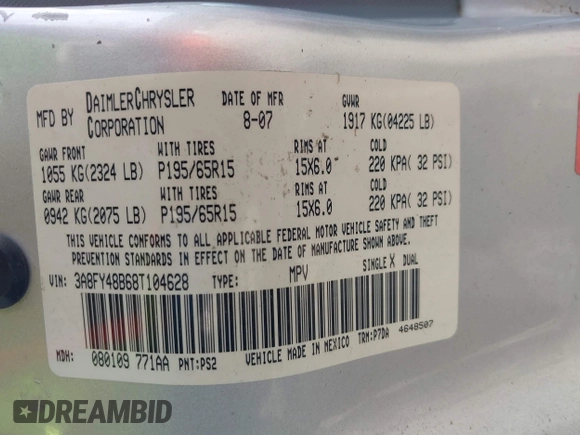 MFD BY DAIMLERCHRYSLER CORPORATION DATE OF MFR 8-07 GVWR 1917 KG(04225 LB)
GAWR FRONT WITH TIRES RIMS AT COLD
1055 KG(2324 LB) P195/65R15 15X6.0 220 KPA( 32 PSI)
GAWR REAR WITH TIRES RIMS AT COLD
0942 KG(2075 LB) P195/65R15 15X6.0 220 KPA( 32 PSI)
THIS VEHICLE CONFORMS TO ALL APPLICABLE FEDERAL MOTOR VEHICLE SAFETY AND THEFT
PREVENTION STANDARDS IN EFFECT ON THE DATE OF MANUFACTURE SHOWN ABOVE.
VIN: 3A8FY48B68T104628 TYPE: MPV SINGLE X DUAL
MDH: 080109 771AA PNT:PS2 VEHICLE MADE IN MEXICO TRM:P7DA 4648507
DREAMBID